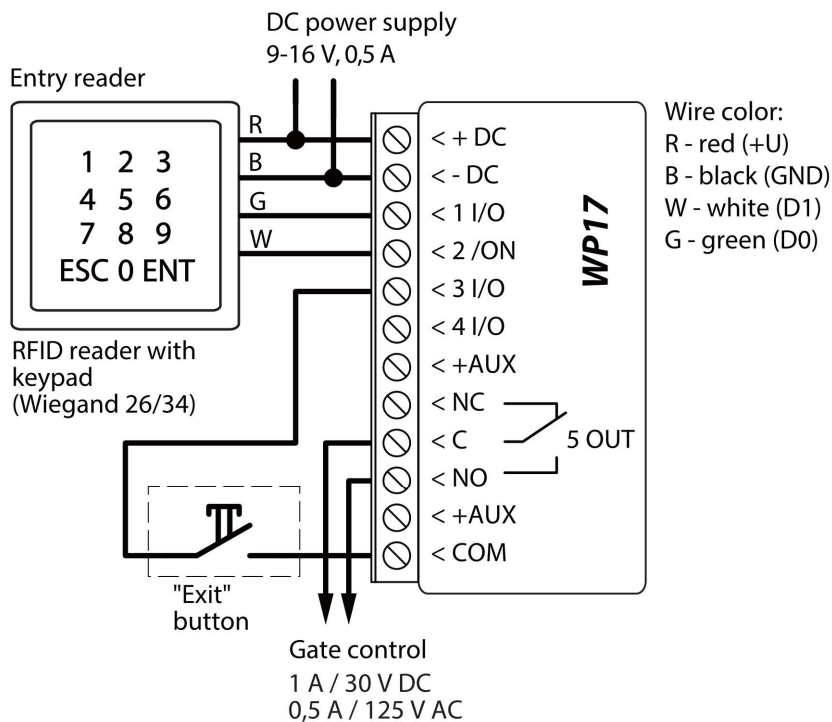 DC power supply
9-16 V, 0,5 A
Entry reader
1 2 3
4 5 6
7 8 9
ESC 0 ENT
R
B
G
W
RFID reader with
keypad
(Wiegand 26/34)
< + DC
< - DC
< 1 I/O
< 2 /ON
< 3 I/O
< 4 I/O
< +AUX
< NC
< C
< NO
< +AUX
< COM
5 OUT
WP17
Wire color:
R - red (+U)
B - black (GND)
W - white (D1)
G - green (D0)
"Exit"
button
Gate control
1 A / 30 V DC
0,5 A / 125 V AC